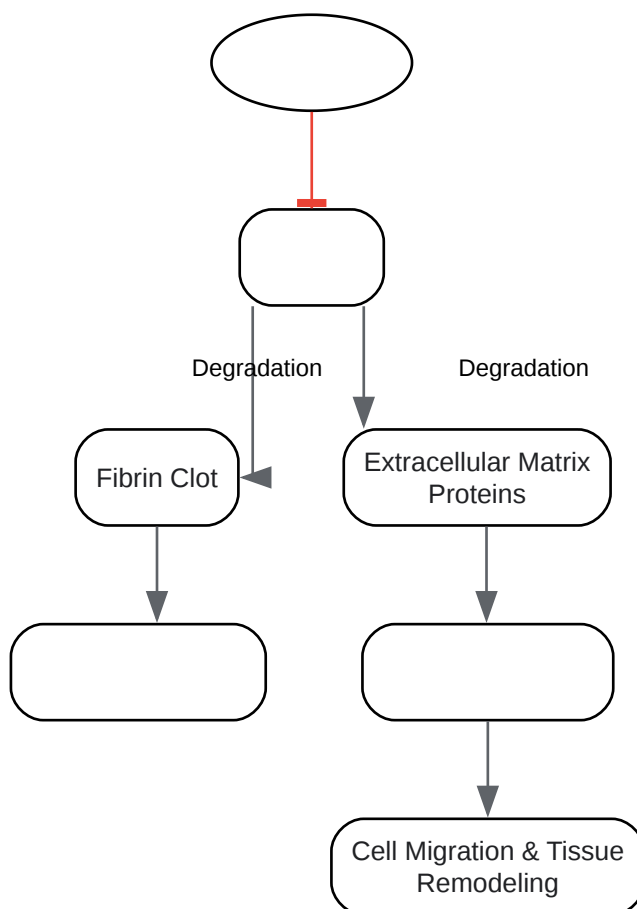 Degradation
Degradation
Fibrin Clot
Extracellular Matrix
Proteins
Cell Migration & Tissue
Remodeling